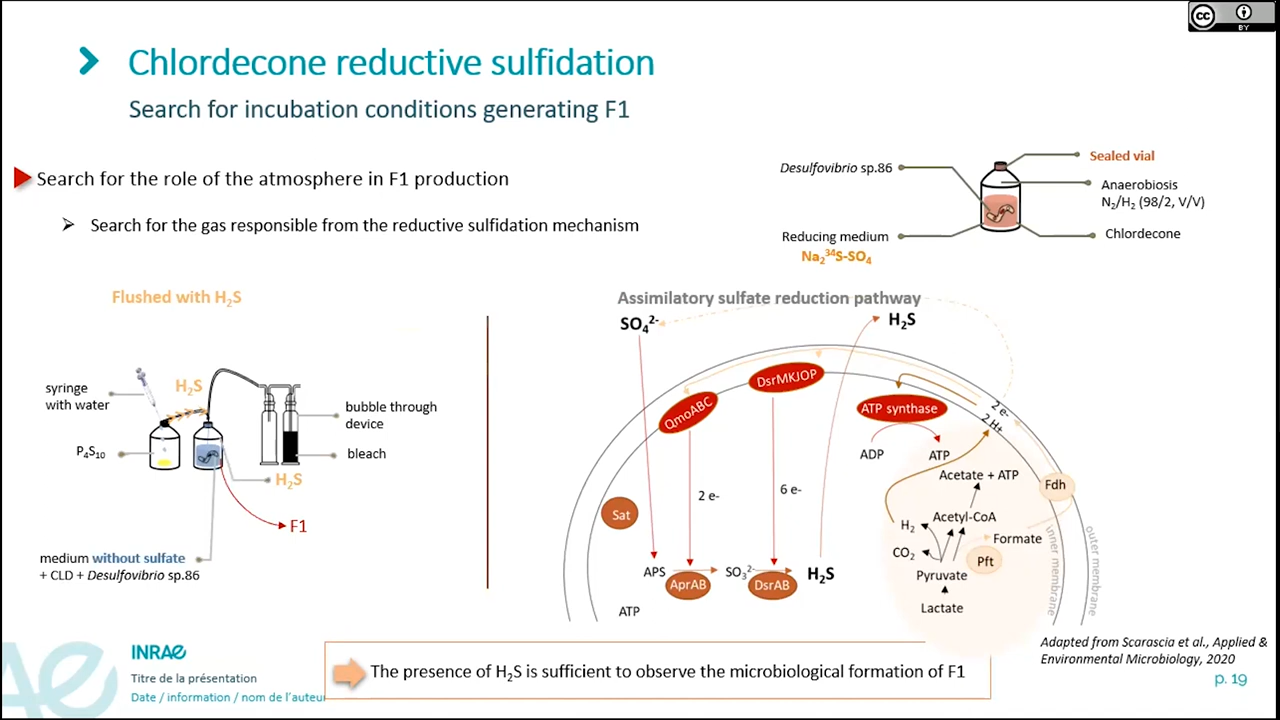 cc
BY
Chlordecone reductive sulfidation
Search for incubation conditions generating F1
Search for the role of the atmosphere in F1 production
Search for the gas responsible from the reductive sulfidation mechanism
Desulfovibrio sp.86
Sealed vial
Anaerobiosis
N₂/H₂ (98/2, V/V)
Reducing medium
Na₂³⁴S-SO₄
Chlordecone
Flushed with H₂S
syringe
with water
H₂S
P₄S₁₀
bubble through
device
bleach
H₂S
F1
medium without sulfate
+ CLD + Desulfovibrio sp.86
Assimilatory sulfate reduction pathway
SO₄²⁻
H₂S
QmoABC
DsrMKJOP
ATP synthase
2 e-
2 H+
ADP
ATP
Acetate + ATP
Fdh
2 e-
6 e-
Sat
H₂
Acetyl-CoA
Formate
CO₂
Pft
APS
AprAB
SO₃²⁻
DsrAB
H₂S
Pyruvate
Lactate
ATP
inner membrane
outer membrane
Adapted from Scarascia et al., Applied &
Environmental Microbiology, 2020
INRAE
Titre de la présentation
Date / information / nom de l'auteur
The presence of H₂S is sufficient to observe the microbiological formation of F1
p. 19